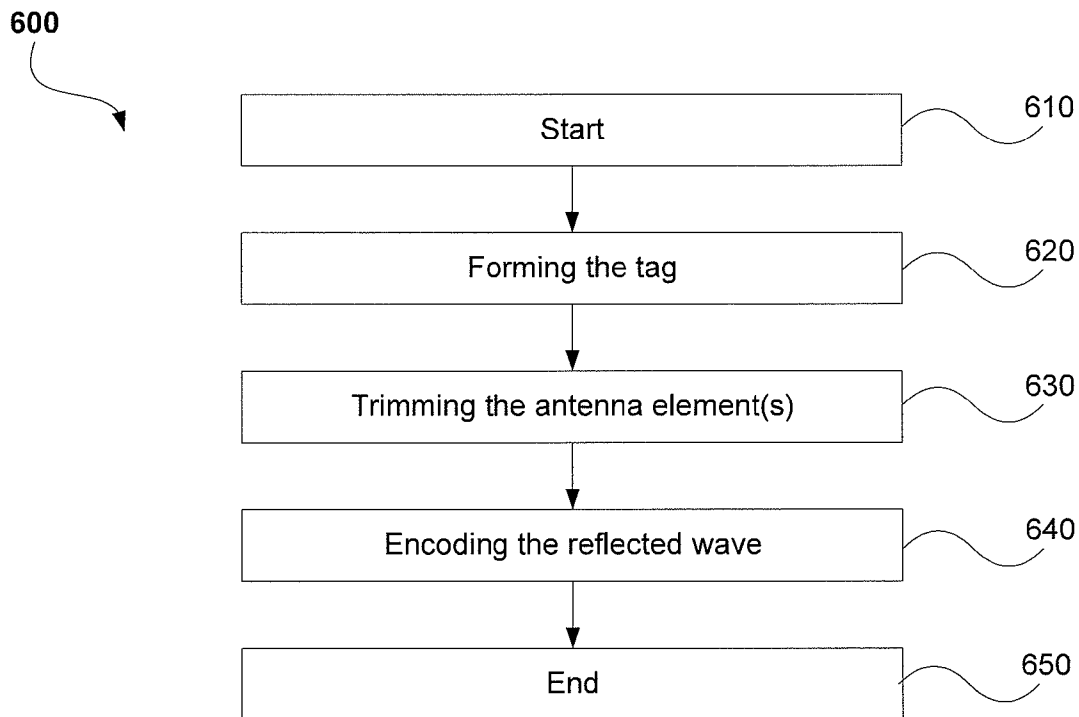 600
Start
610
Forming the tag
620
Trimming the antenna element(s)
630
Encoding the reflected wave
640
End
650